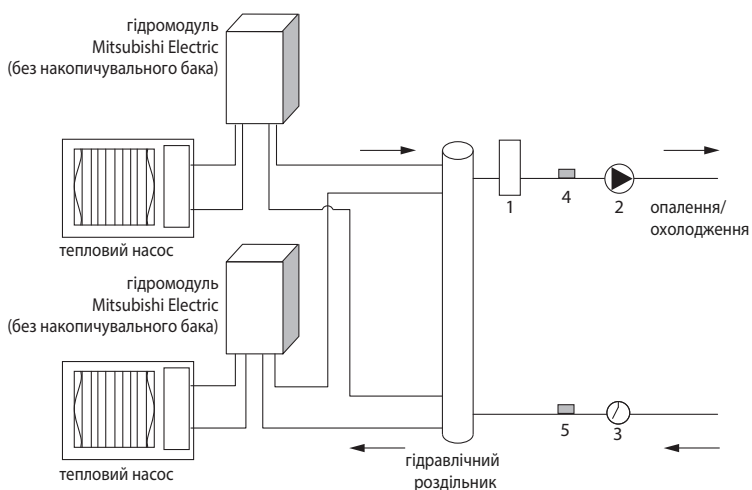 гідромодуль
Mitsubishi Electric
(без накопичувального бака)
тепловий насос
гідромодуль
Mitsubishi Electric
(без накопичувального бака)
тепловий насос
1
4
2
опалення/
охолодження
5
3
гідравлічний
роздільник